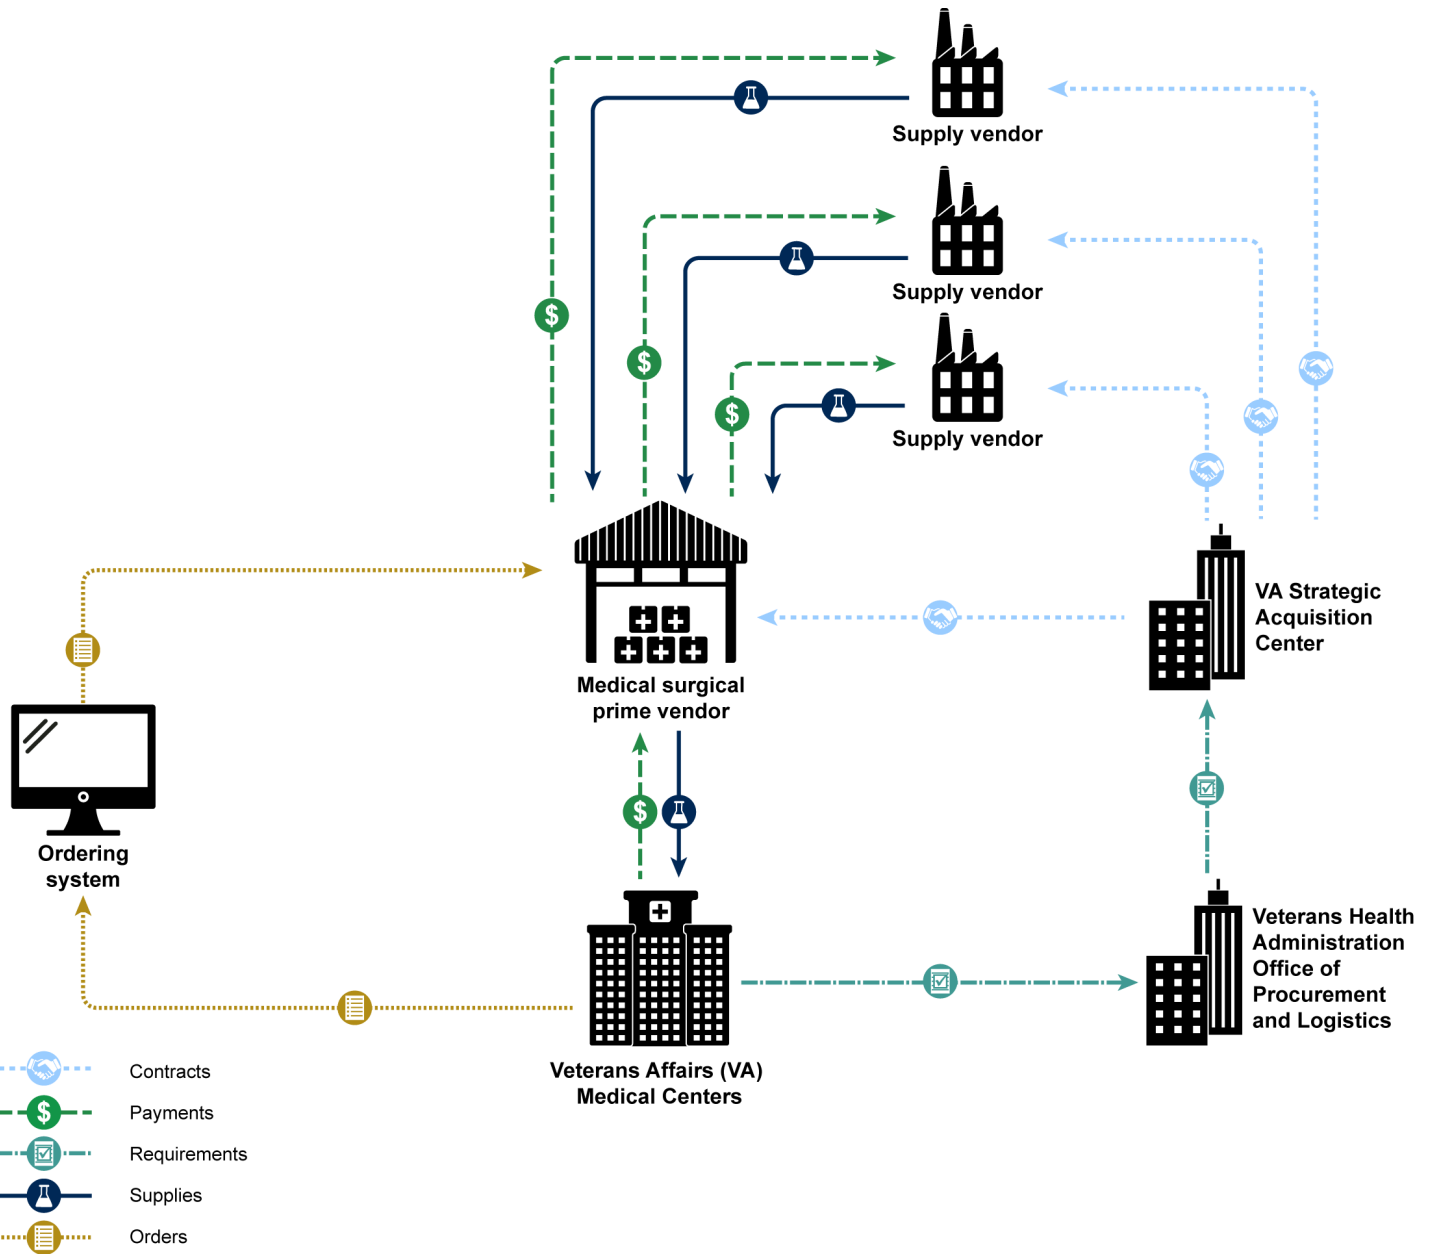 Supply vendor
Supply vendor
Supply vendor
VA Strategic
Acquisition
Center
Medical surgical
prime vendor
Ordering
system
Veterans Health
Administration
Office of
Procurement
and Logistics
Veterans Affairs (VA)
Medical Centers
Contracts
$ Payments
Requirements
Supplies
Orders
$
$
$
$